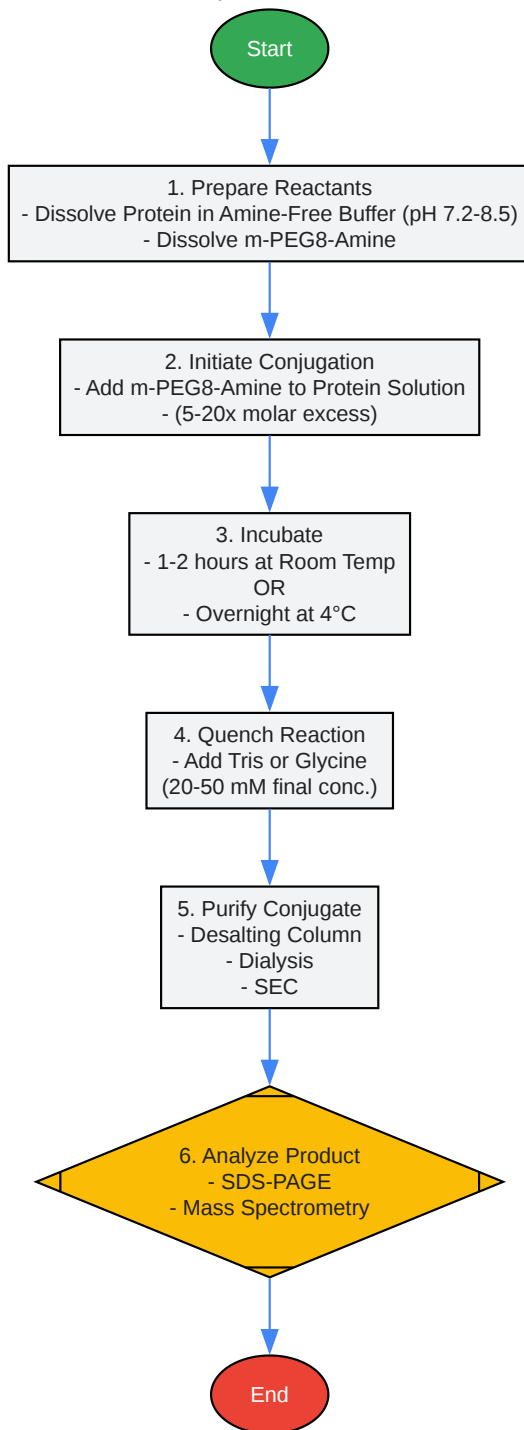 Start
1. Prepare Reactants
- Dissolve Protein in Amine-Free Buffer (pH 7.2-8.5)
- Dissolve m-PEG8-Amine
2. Initiate Conjugation
- Add m-PEG8-Amine to Protein Solution
- (5-20x molar excess)
3. Incubate
- 1-2 hours at Room Temp
OR
- Overnight at 4°C
4. Quench Reaction
- Add Tris or Glycine
(20-50 mM final conc.)
5. Purify Conjugate
- Desalting Column
- Dialysis
- SEC
6. Analyze Product
- SDS-PAGE
- Mass Spectrometry
End